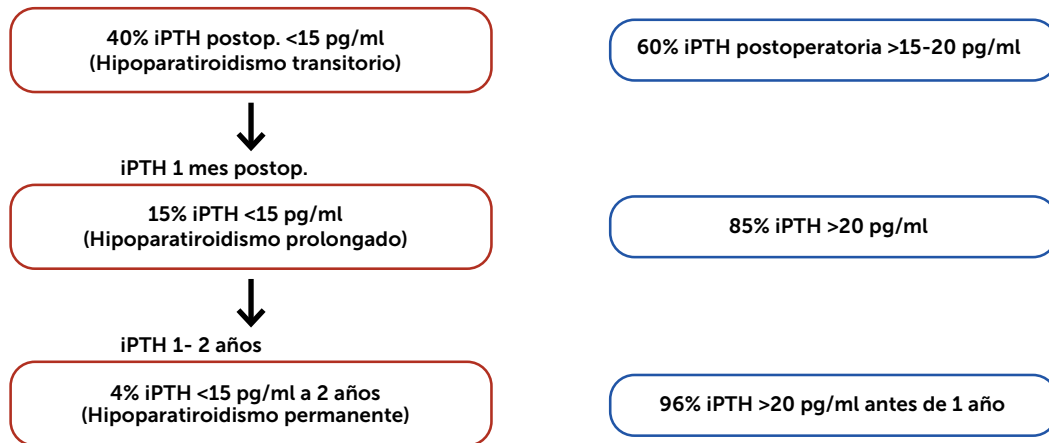 40% iPTH postop. <15 pg/ml
(Hipoparatiroidismo transitorio)
60% iPTH postoperatoria >15-20 pg/ml
iPTH 1 mes postop.
15% iPTH <15 pg/ml
(Hipoparatiroidismo prolongado)
85% iPTH >20 pg/ml
iPTH 1- 2 años
4% iPTH <15 pg/ml a 2 años
(Hipoparatiroidismo permanente)
96% iPTH >20 pg/ml antes de 1 año